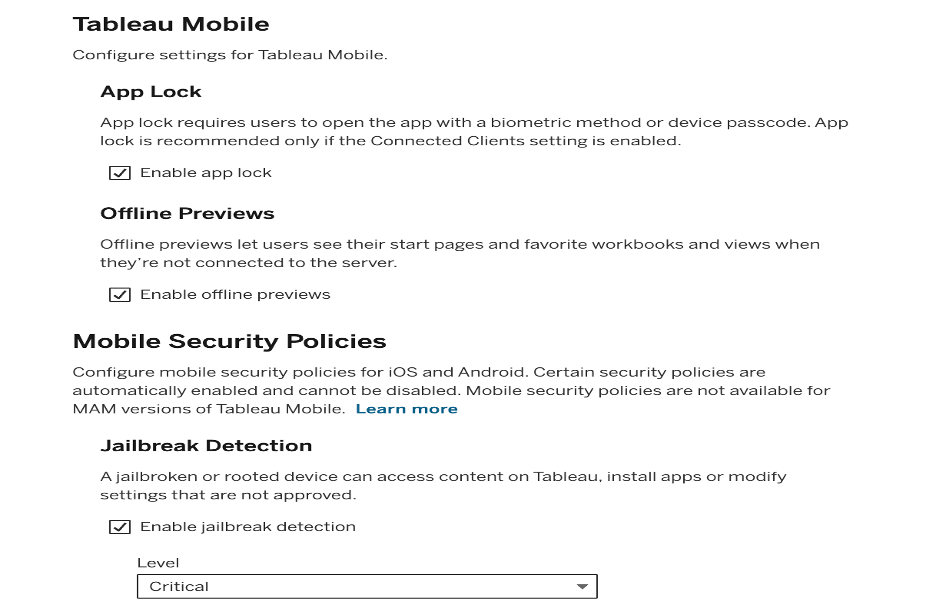 Tableau Mobile
Configure settings for Tableau Mobile.
App Lock
App lock requires users to open the app with a biometric method or device passcode. App
lock is recommended only if the Connected Clients setting is enabled.
Enable app lock
Offline Previews
Offline previews let users see their start pages and favorite workbooks and views when
they're not connected to the server.
Enable offline previews
Mobile Security Policies
Configure mobile security policies for iOS and Android. Certain security policies are
automatically enabled and cannot be disabled. Mobile security policies are not available for
MAM versions of Tableau Mobile. Learn more
Jailbreak Detection
A jailbroken or rooted device can access content on Tableau, install apps or modify
settings that are not approved.
Enable jailbreak detection
Level
Critical